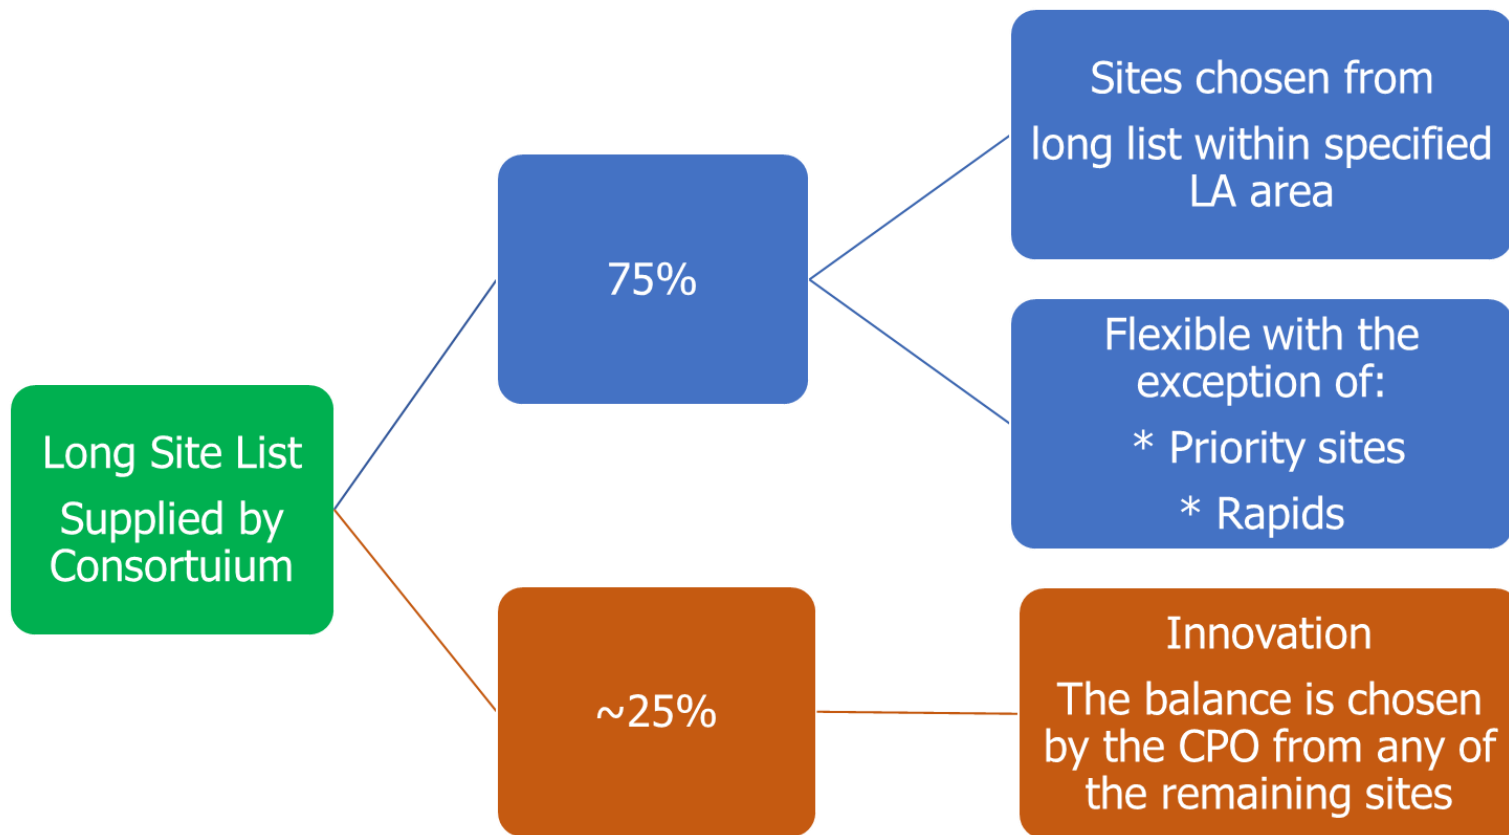 Long Site List
Supplied by
Consortuium
75%
Sites chosen from
long list within specified
LA area
Flexible with the
exception of:
* Priority sites
* Rapids
~25%
Innovation
The balance is chosen
by the CPO from any of
the remaining sites